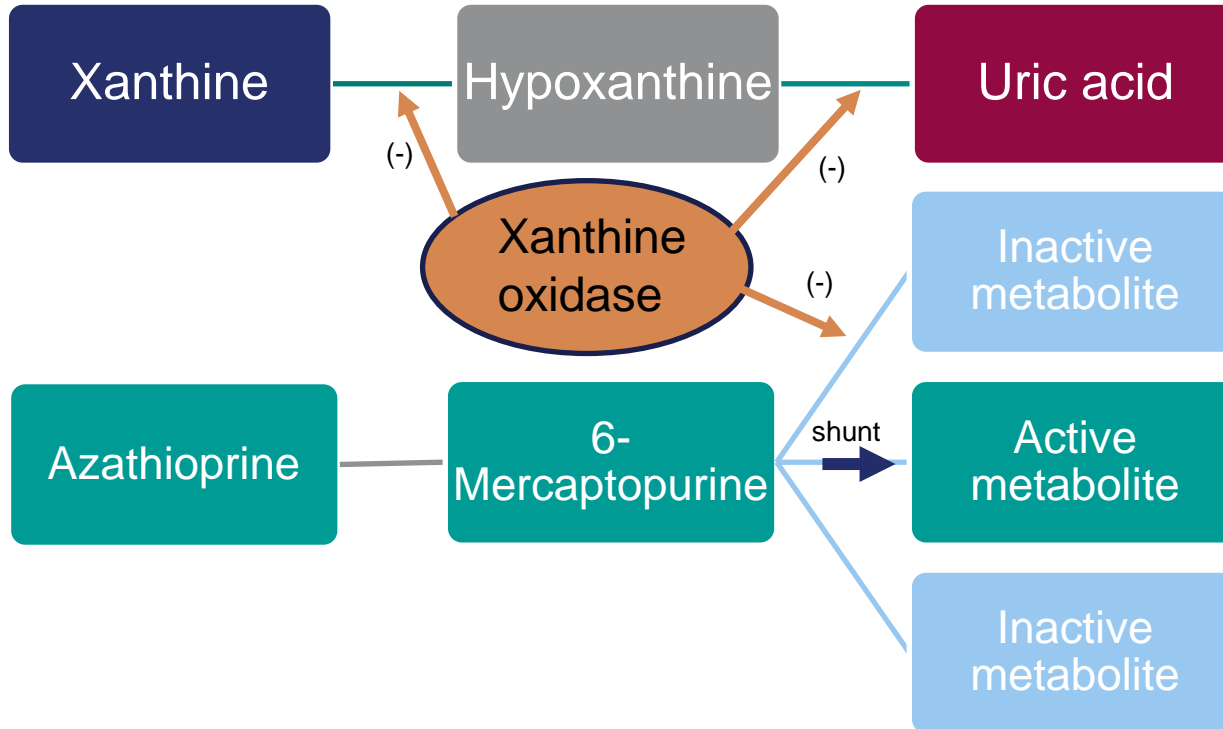 Xanthine
Hypoxanthine
Uric acid
(-)
(-)
Xanthine
oxidase
(-)
Inactive
metabolite
Azathioprine
6-
Mercaptopurine
shunt
Active
metabolite
Inactive
metabolite